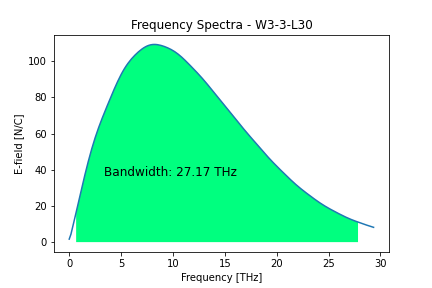 Frequency Spectra - W3-3-L30
E-field [N/C]
100
80
60
40
20
0
Bandwidth: 27.17 THz
0 5 10 15 20 25 30
Frequency [THz]